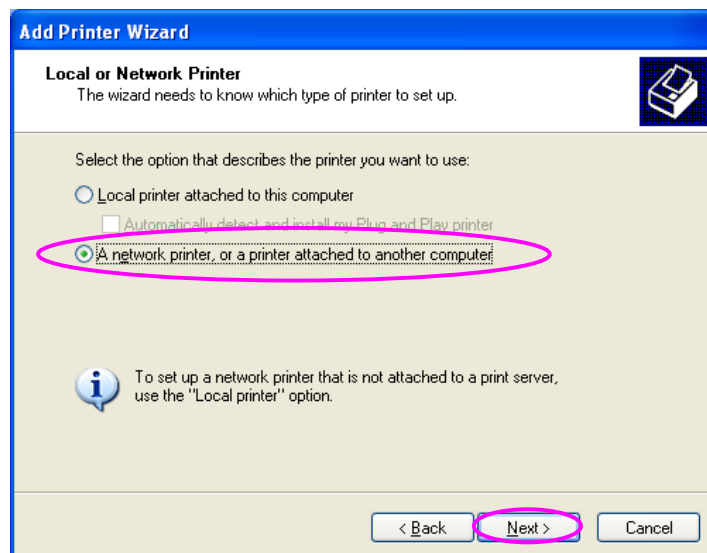 Add Printer Wizard
Local or Network Printer
The wizard needs to know which type of printer to set up.
Select the option that describes the printer you want to use:
Local printer attached to this computer
Automatically detect and install my Plug and Play printer
A network printer, or a printer attached to another computer
To set up a network printer that is not attached to a print server,
use the "Local printer" option.
< Back Next > Cancel